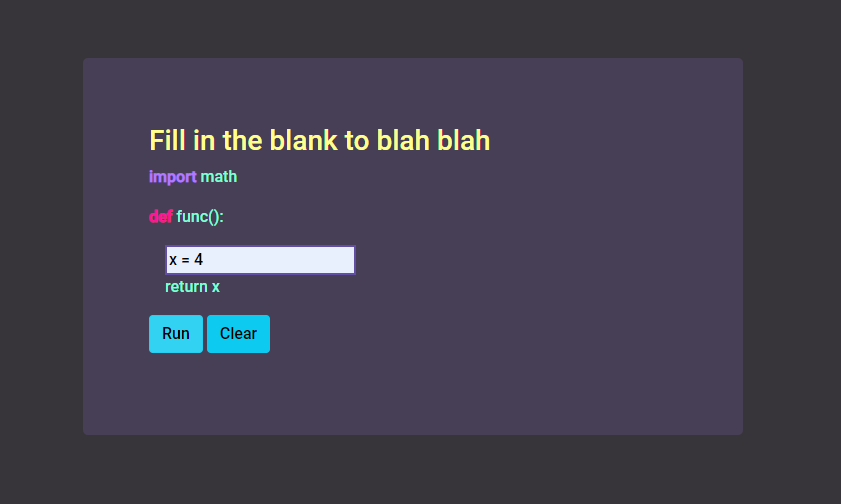 Fill in the blank to blah blah
import math
def func():
x = 4
return x
Run Clear